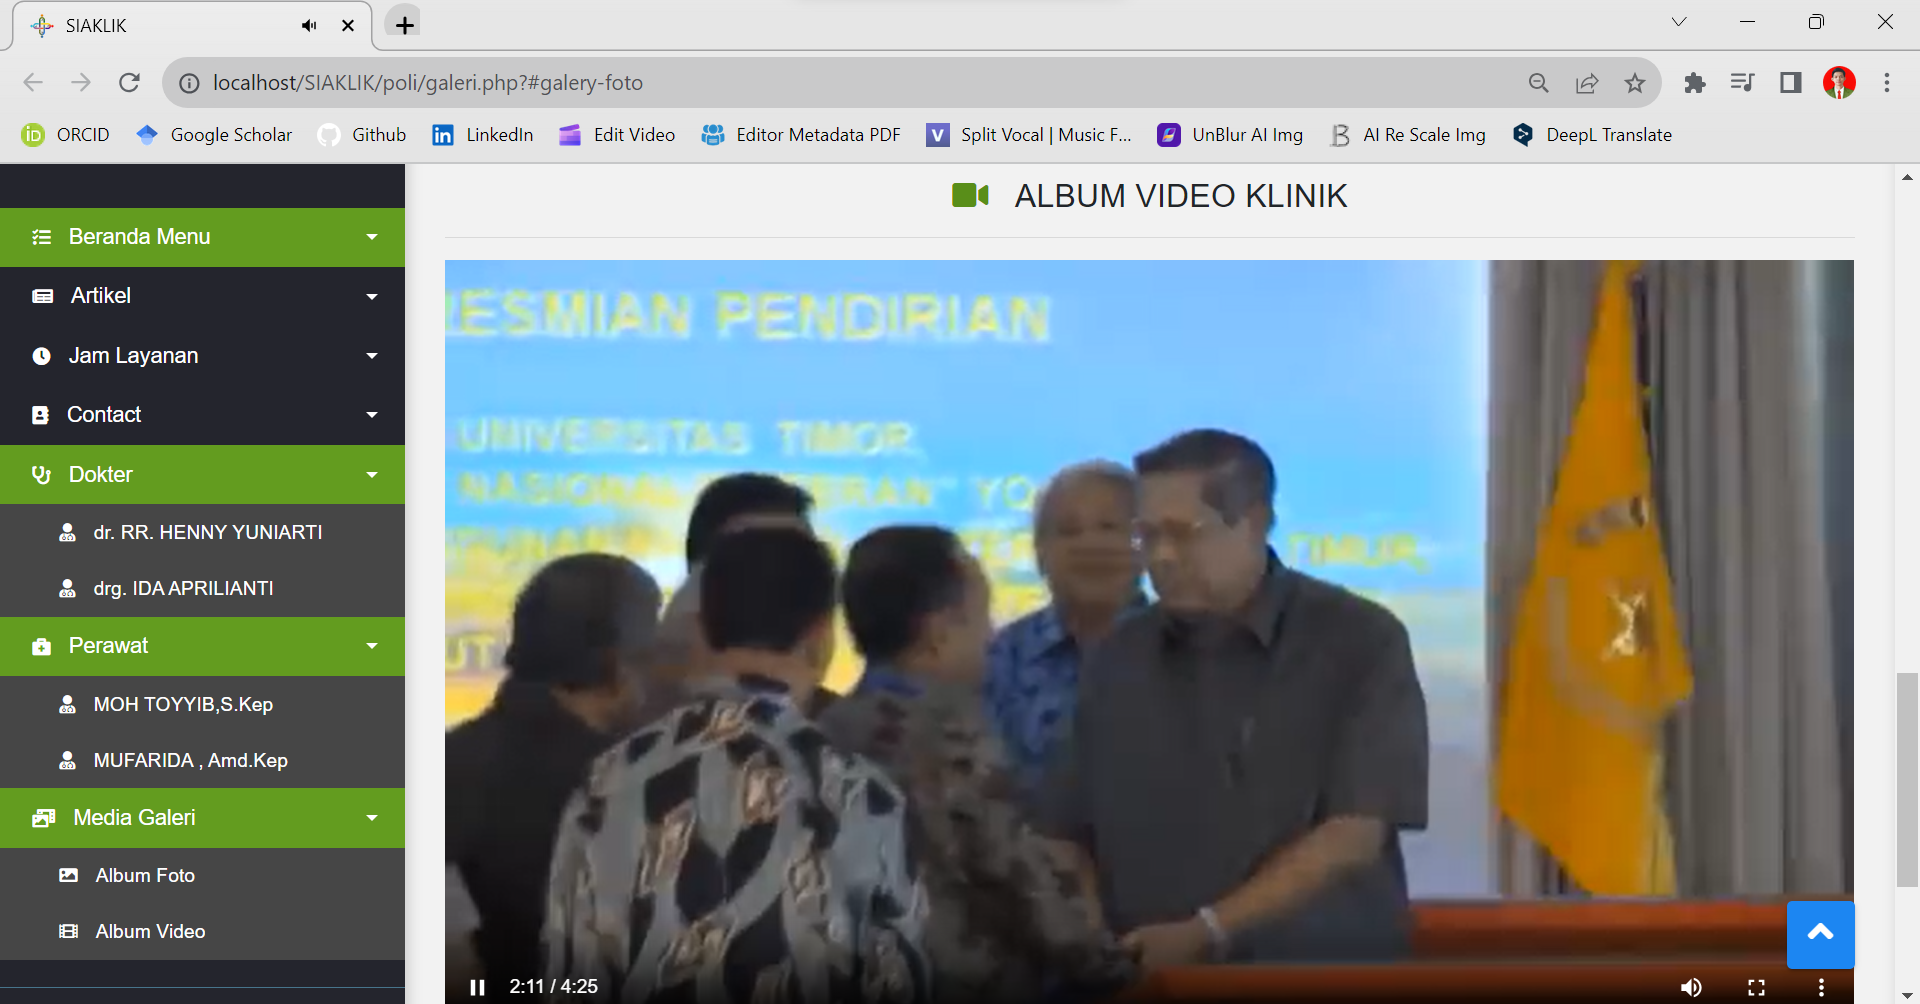 SIAKLIK
localhost/SIAKLIK/poli/galeri.php?#galery-foto
ORCID
Google Scholar
Github
LinkedIn
Edit Video
Editor Metadata PDF
Split Vocal | Music F...
UnBlur AI Img
AI Re Scale Img
DeepL Translate
Beranda Menu
Artikel
Jam Layanan
Contact
Dokter
dr. RR. HENNY YUNIARTI
drg. IDA APRILIANTI
Perawat
MOH TOYYIB,S.Kep
MUFARIDA , Amd.Kep
Media Galeri
Album Foto
Album Video
ALBUM VIDEO KLINIK
RESMIAN PENDIRIAN
UNIVERSITAS TIMOR,
NASIONAL "
ERAN" YO
TIMUR,
2:11 / 4:25